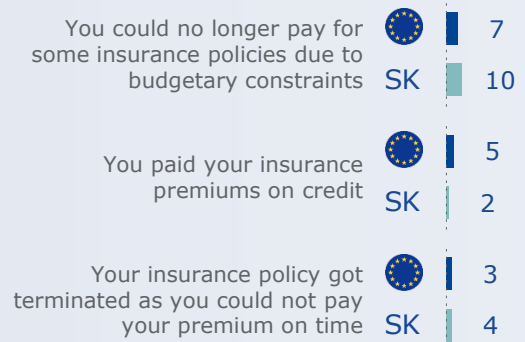 You could no longer pay for
some insurance policies due to
budgetary constraints
7
SK 10
You paid your insurance
premiums on credit
5
SK 2
Your insurance policy got
terminated as you could not pay
your premium on time
3
SK 4